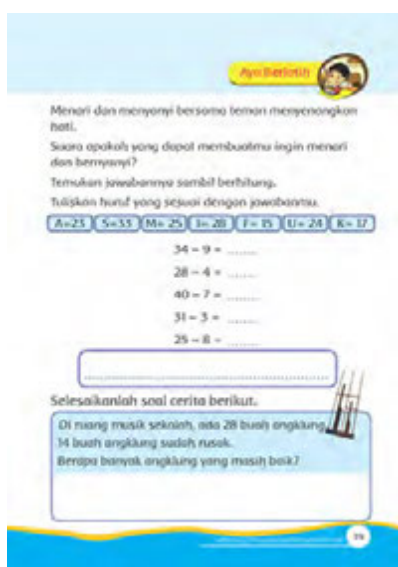 Ayo Berlatih
Menari dan menyanyi bersama teman menyenangkan
hati.
Suara apakah yang dapat membuatmu ingin menari
dan bernyanyi?
Temukan jawabannya sambil berhitung.
Tuliskan huruf yang sesuai dengan jawabanmu.
A=23 S=33 M= 25 I= 28 F= 15 U= 24 K= 17
34 – 9 = ........
28 – 4 = ........
40 – 7 = ........
31 – 3 = ........
25 – 8 = ........
Selesaikanlah soal cerita berikut.
Di ruang musik sekolah, ada 28 buah angklung.
14 buah angklung sudah rusak.
Berapa banyak angklung yang masih baik?